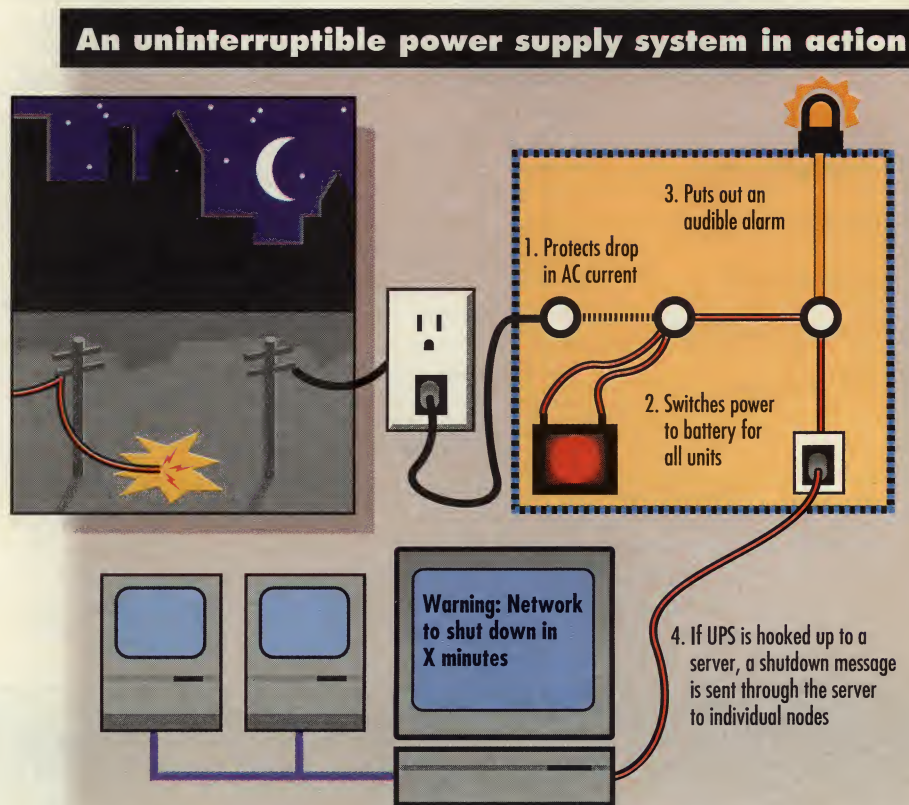 An uninterruptible power supply system in action
3. Puts out an
audible alarm
1. Protects drop
in AC current
2. Switches power
to battery for
all units
Warning: Network
to shut down in
X minutes
4. If UPS is hooked up to a
server, a shutdown message
is sent through the server
to individual nodes